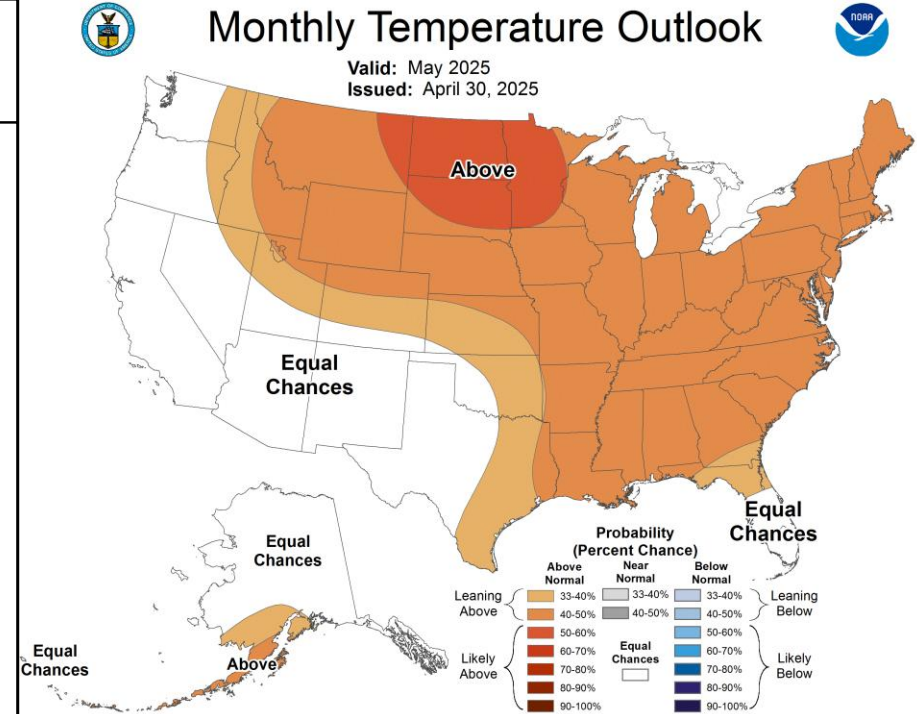 Monthly Temperature Outlook
NOAA
Valid: May 2025
Issued: April 30, 2025
Above
Equal
Chances
Equal
Chances
Equal
Chances
Equal
Chances
Above
Probability
(Percent Chance)
Above
Normal
Near
Normal
Below
Normal
Leaning
Above
33-40%
40-50%
33-40%
40-50%
33-40%
40-50%
Leaning
Below
Likely
Above
50-60%
60-70%
70-80%
80-90%
90-100%
Equal
Chances
50-60%
60-70%
70-80%
80-90%
90-100%
Likely
Below